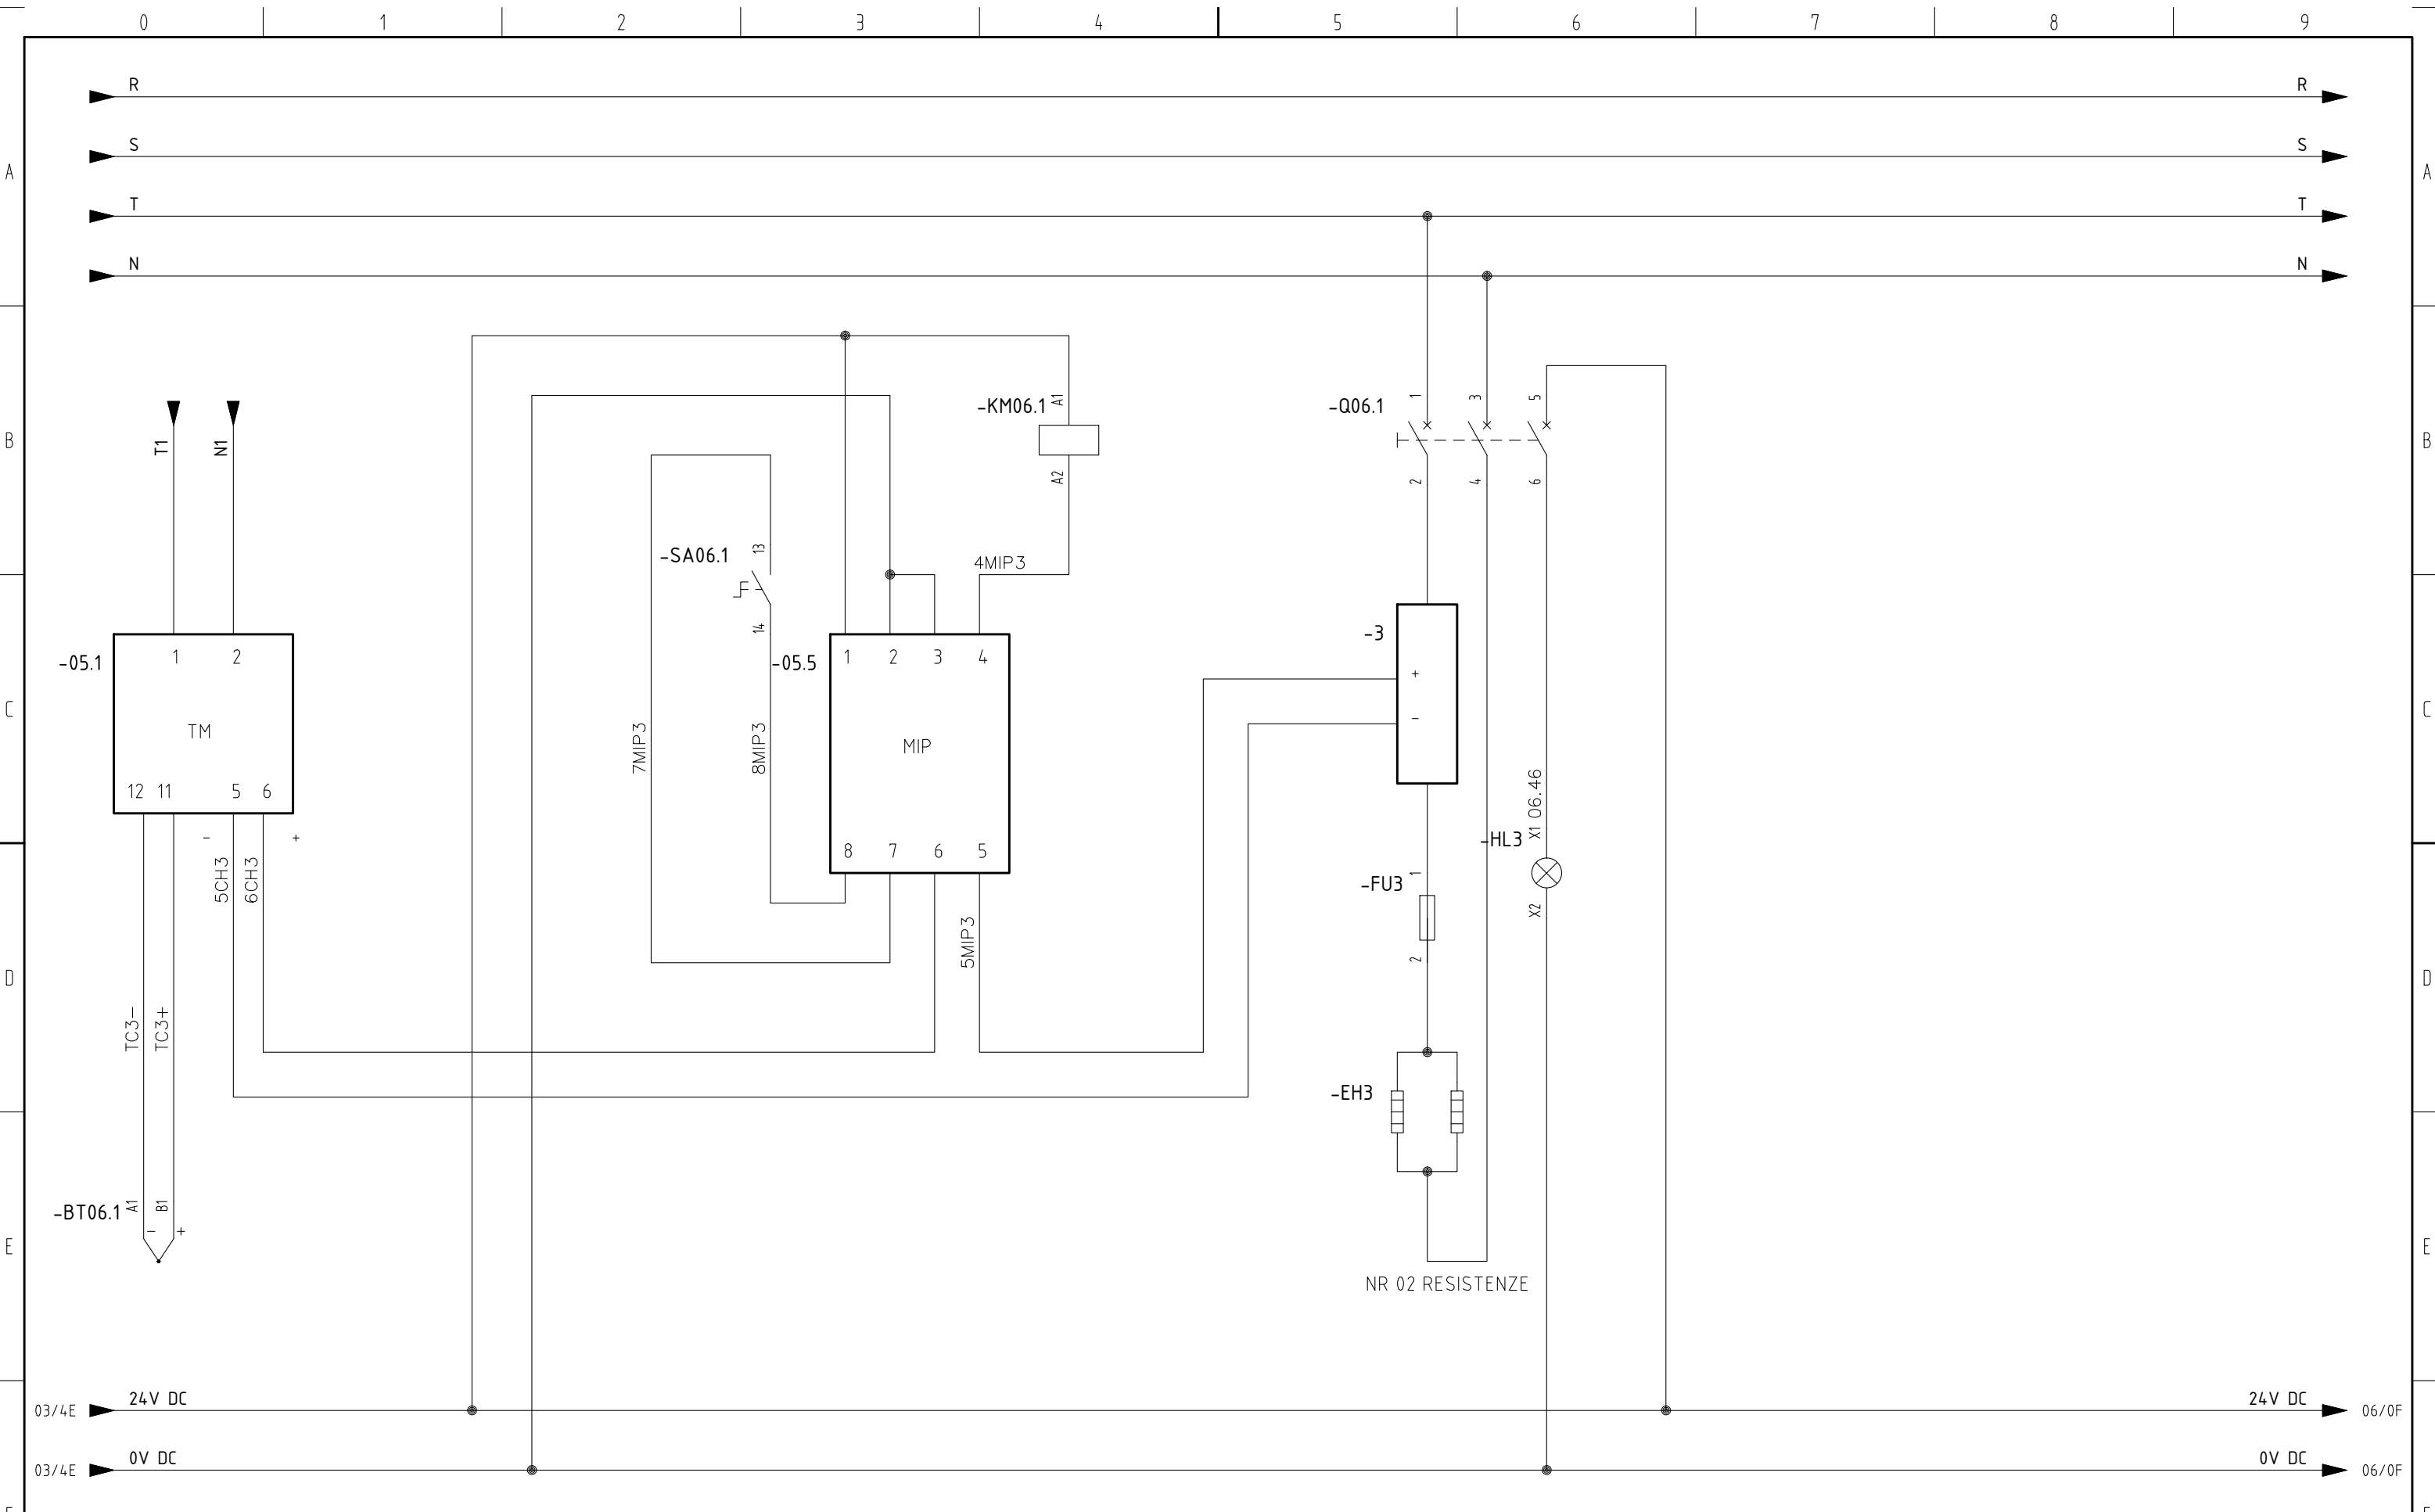 0 1 2 3 4 5 6 7 8 9
R R
S S
A A
T T
N N
-KM06.1 A1
-Q06.1 1 3 5
B T1 N1 B
A2 2 4 6
-SA06.1 13
4MIP3
14
-3
-05.1 1 2
-05.5 1 2 3 4
+
C C
-
TM
7MIP3 8MIP3 MIP
12 11 5 6
X1 06.46
- +
-HL3
8 7 6 5
5CH3 6CH3
-FU3 1
X2
5MIP3
2
D D
TC3- TC3+
-EH3
-BT06.1 A1 B1
- +
E E
NR 02 RESISTENZE
03/4E 24V DC 24V DC 06/0F
03/4E 0V DC 0V DC 06/0F